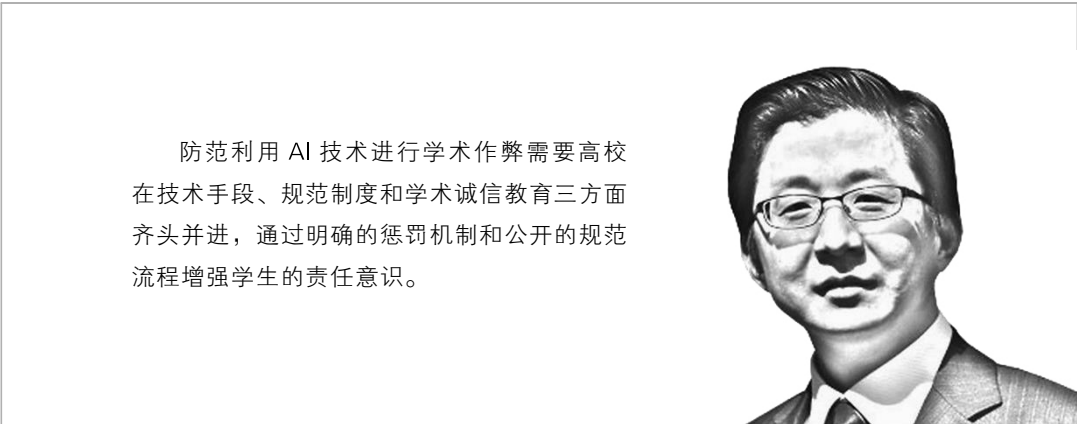 防范利用 AI 技术进行学术作弊需要高校
在技术手段、规范制度和学术诚信教育三方面
齐头并进，通过明确的惩罚机制和公开的规范
流程增强学生的责任意识。